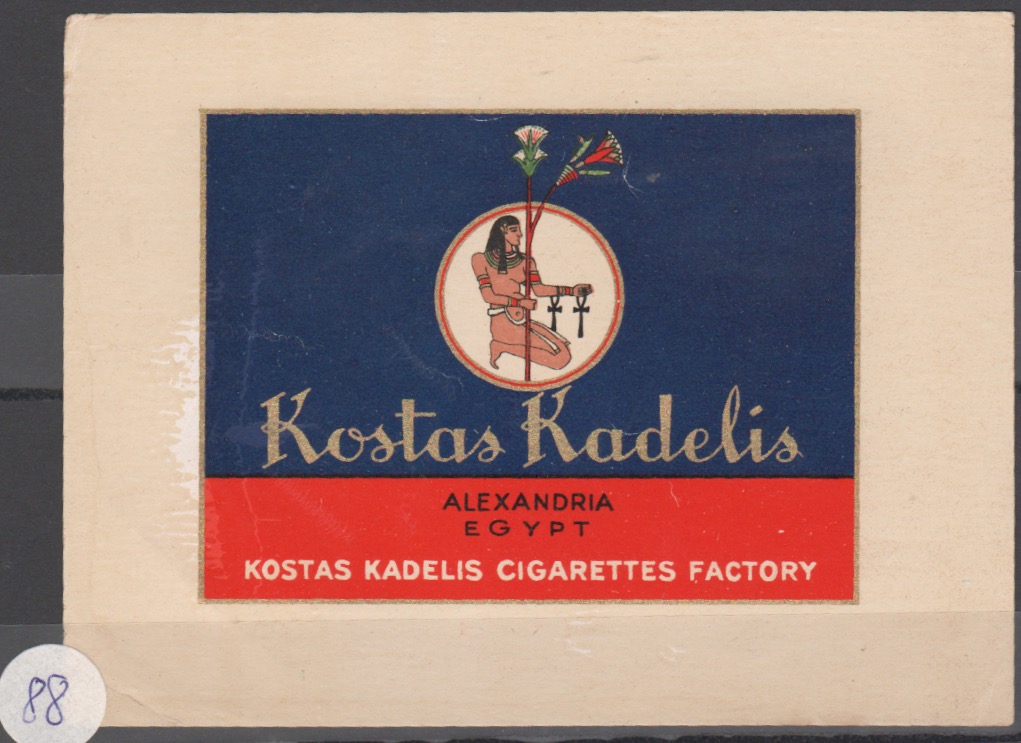 Kostas Kadelis
ALEXANDRIA
EGYPT
KOSTAS KADELIS CIGARETTES FACTORY
88